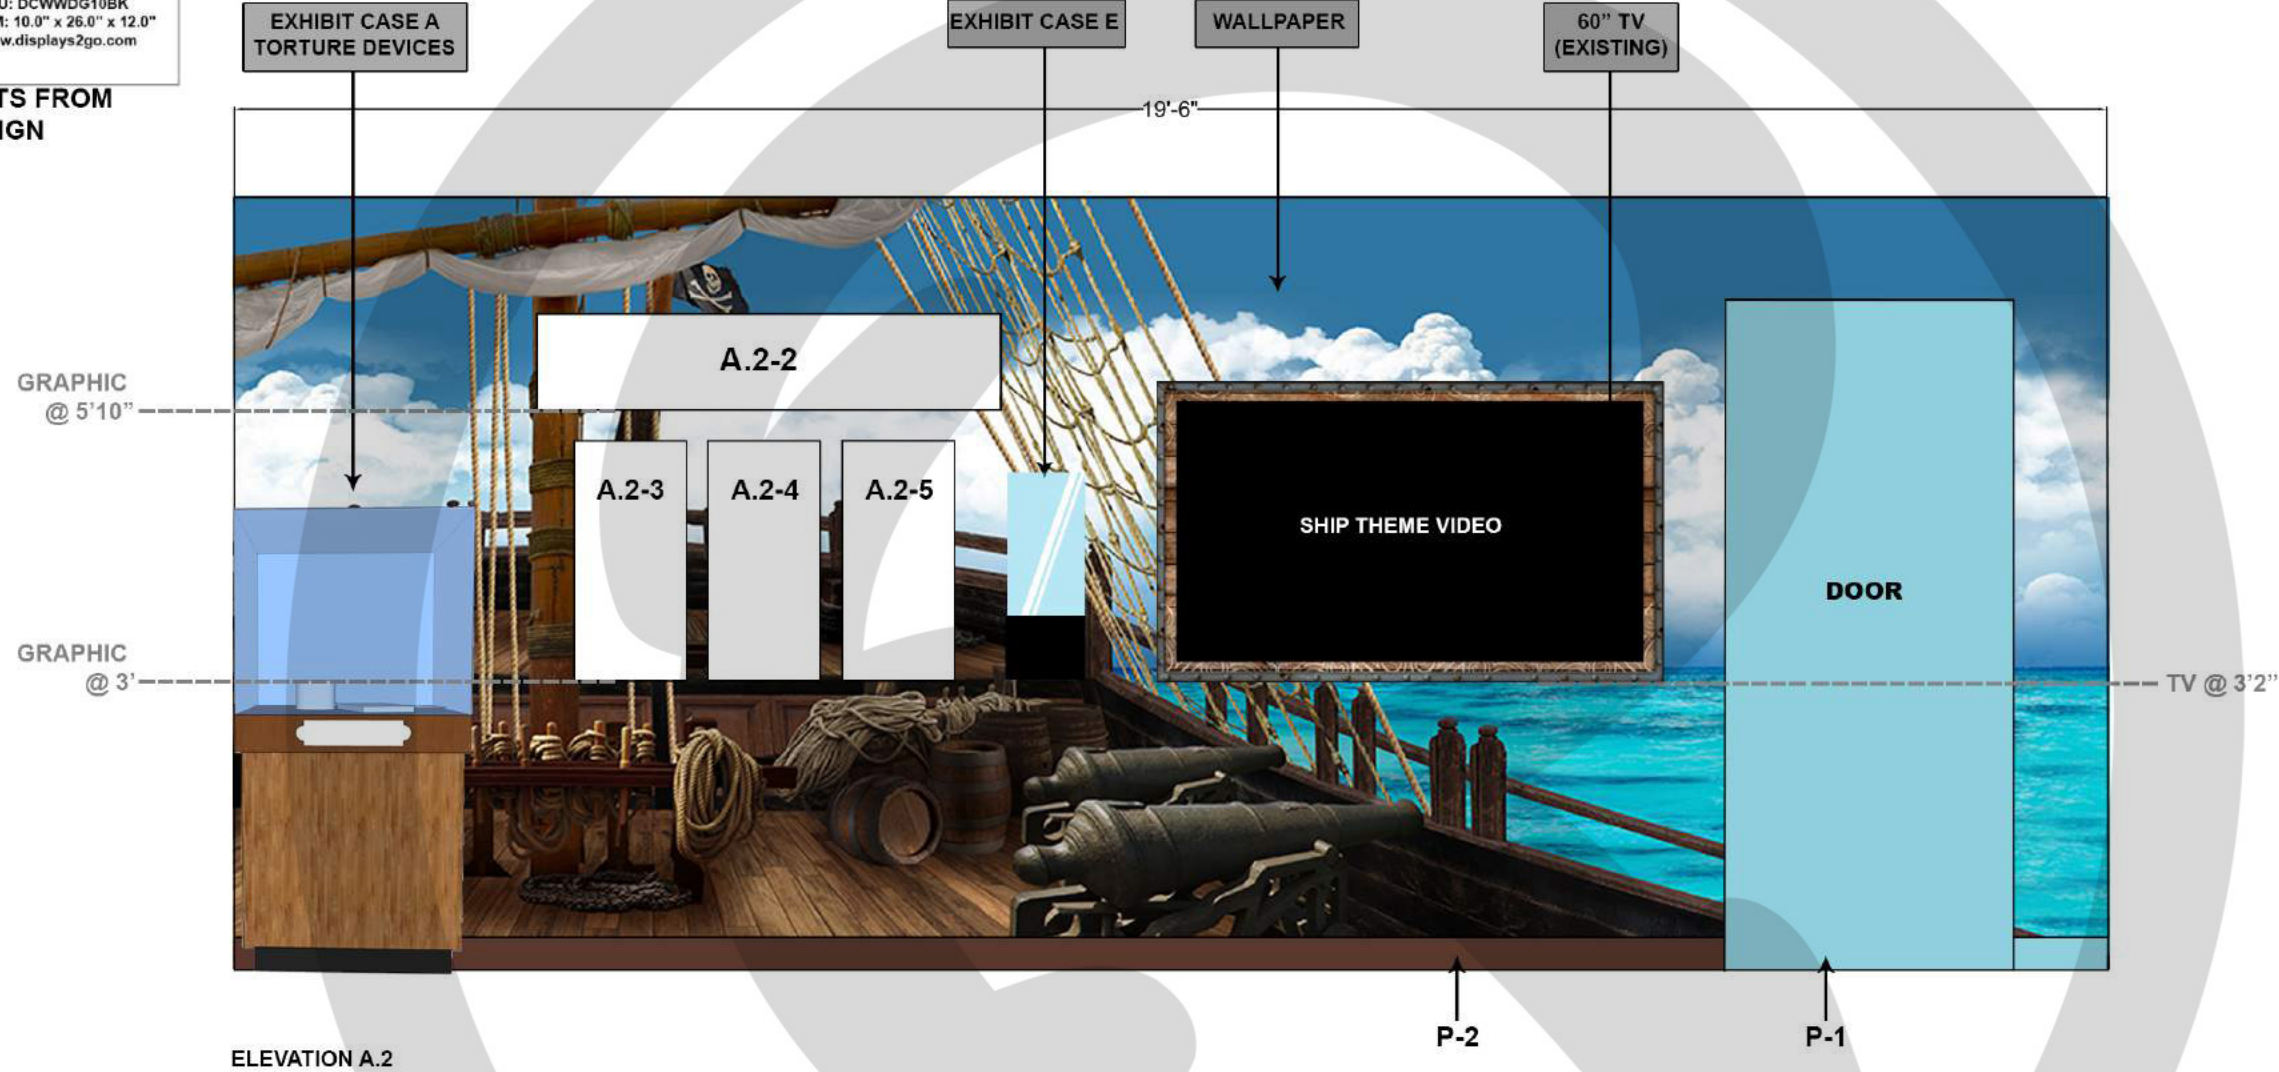 U: DCWWDG10BK
M: 10.0" x 26.0" x 12.0"
w.displays2go.com
TS FROM
IGN
EXHIBIT CASE A
TORTURE DEVICES
EXHIBIT CASE E
WALLPAPER
60” TV
(EXISTING)
19'-6"
GRAPHIC
@ 5’10”
A.2-2
A.2-3
A.2-4
A.2-5
SHIP THEME VIDEO
DOOR
GRAPHIC
@ 3’
TV @ 3’2”
P-2
P-1
ELEVATION A.2